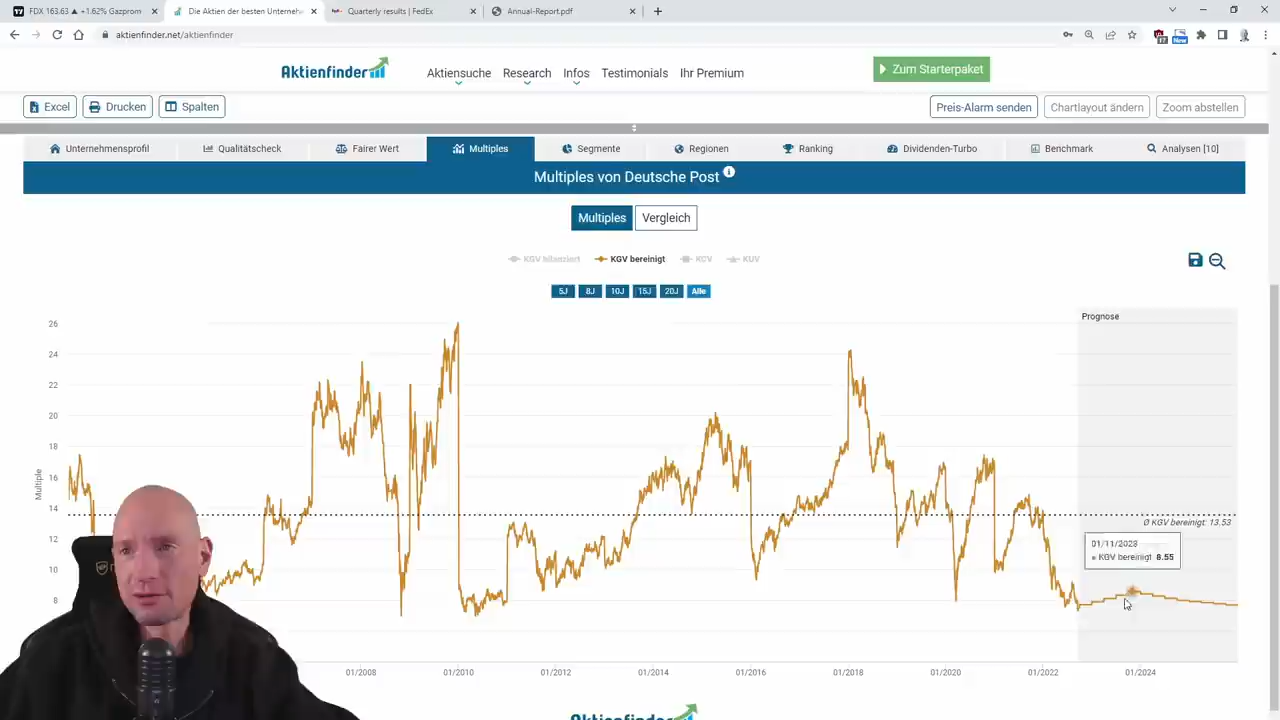 FDX 163.63 ▲ +1.62% Gazprom
Die Aktien der besten Unterneh
Quarterly results | FedEx
Annual-Report.pdf
aktienfinder.net/aktienfinder
Aktienfinder
Aktiensuche
Research
Infos
Testimonials
Ihr Premium
Zum Starterpaket
Excel
Drucken
Spalten
Preis-Alarm senden
Chartlayout ändern
Zoom abstellen
Unternehmensprofil
Qualitätscheck
Fairer Wert
Multiples
Segmente
Regionen
Ranking
Dividenden-Turbo
Benchmark
Analysen [10]
Multiples von Deutsche Post
Multiples
Vergleich
KGV bilanziert
KGV bereinigt
KCV
KUV
5J
8J
10J
15J
20J
Alle
Prognose
26
24
22
20
18
16
14
12
10
8
Multiple
Ø KGV bereinigt: 13.53
01/11/2023
KGV bereinigt 8.55
01/2008
01/2010
01/2012
01/2014
01/2016
01/2018
01/2020
01/2022
01/2024
Aktienfinder